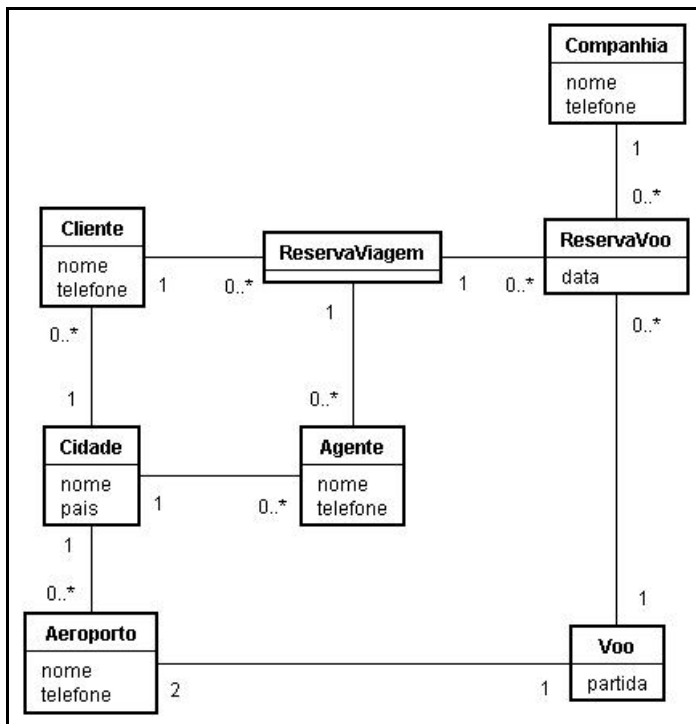 Companhia
nome
telefone
1
0..*
Cliente
nome
telefone
1
0..*
ReservaViagem
1
0..*
ReservaVoo
data
0..*
1
1
0..*
0..*
1
Cidade
nome
pais
1
0..*
Agente
nome
telefone
1
0..*
1
Aeroporto
nome
telefone
2
1
Voo
partida